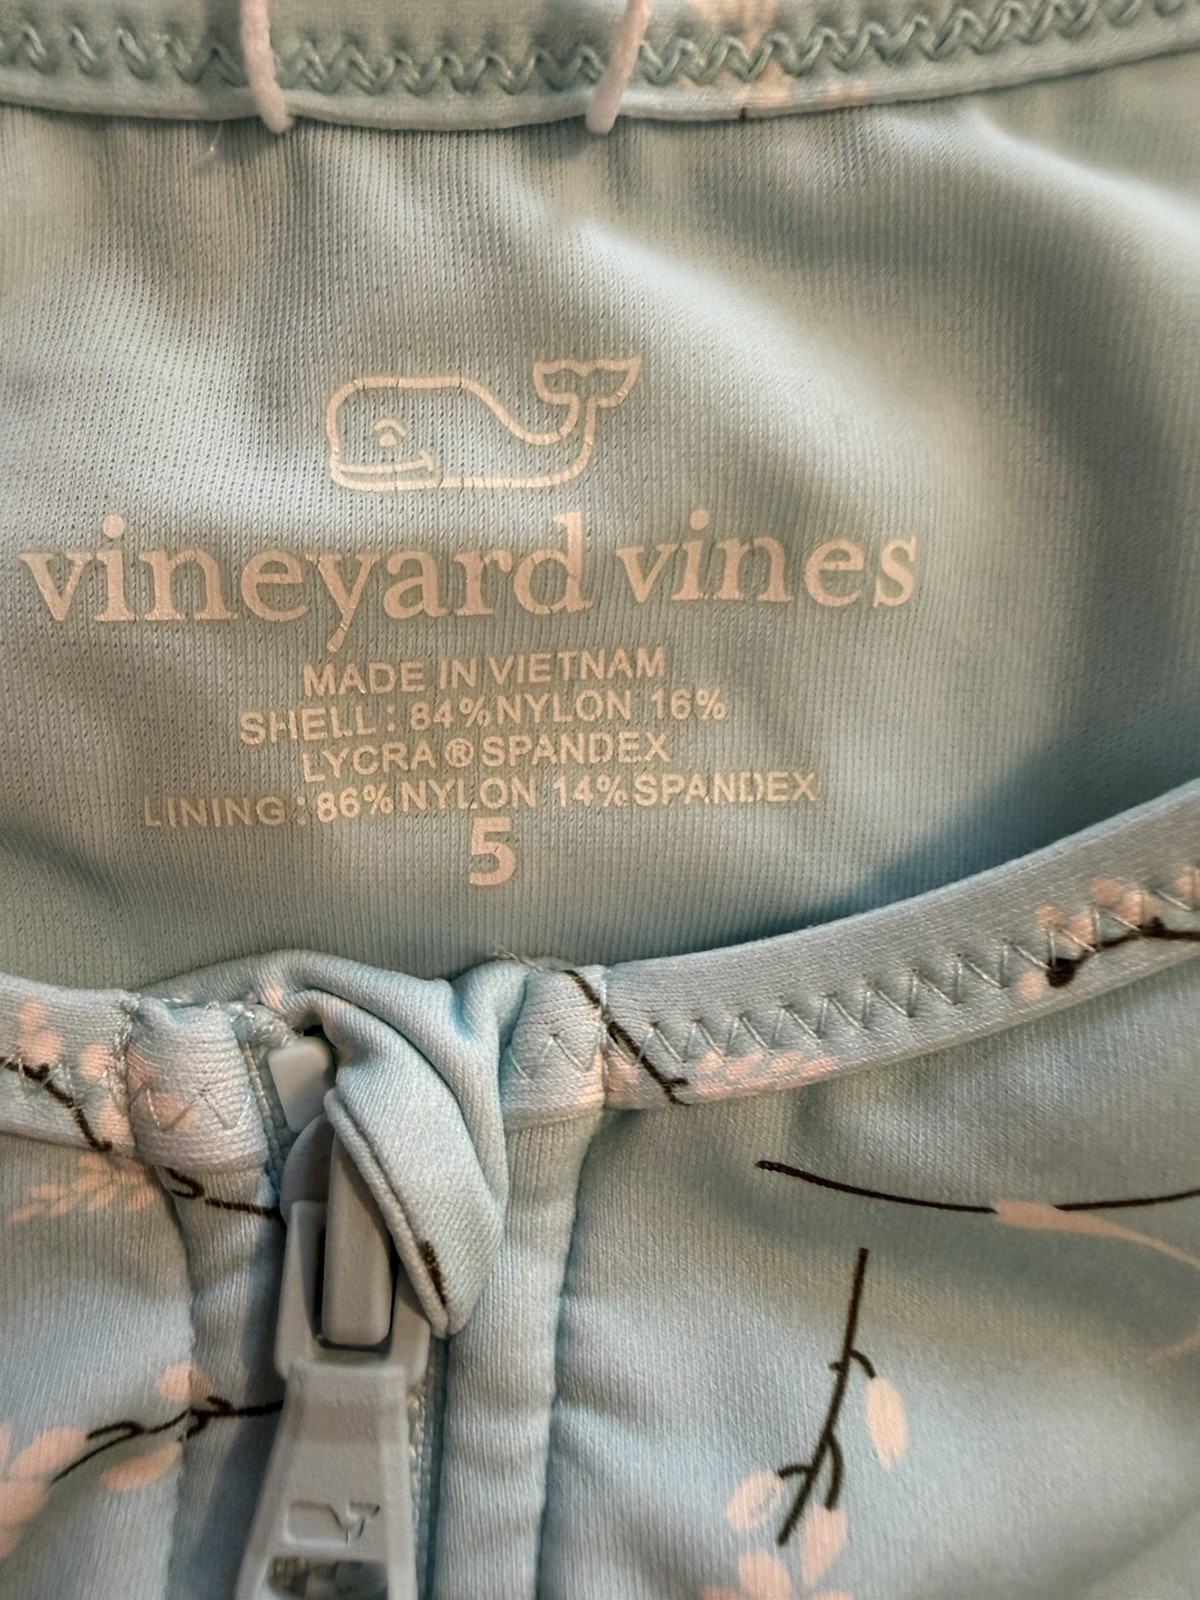 vineyard vines
MADE IN VIETNAM
SHELL: 84%NYLON 16%
LYCRA®SPANDEX
LINING: 86%NYLON 14%SPANDEX
5